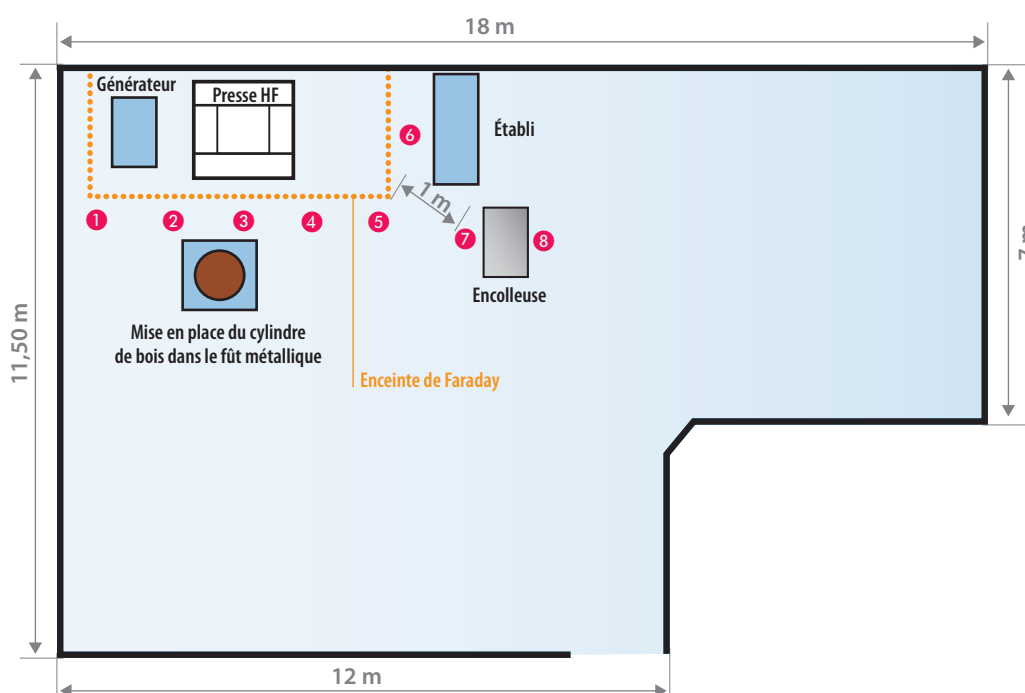 18 m
Générateur
Presse HF
6
Établi
1 m
1
2
3
4
5
7
8
7 m
Encolleuse
11,50 m
Mise en place du cylindre
de bois dans le fût métallique
Enceinte de Faraday
12 m